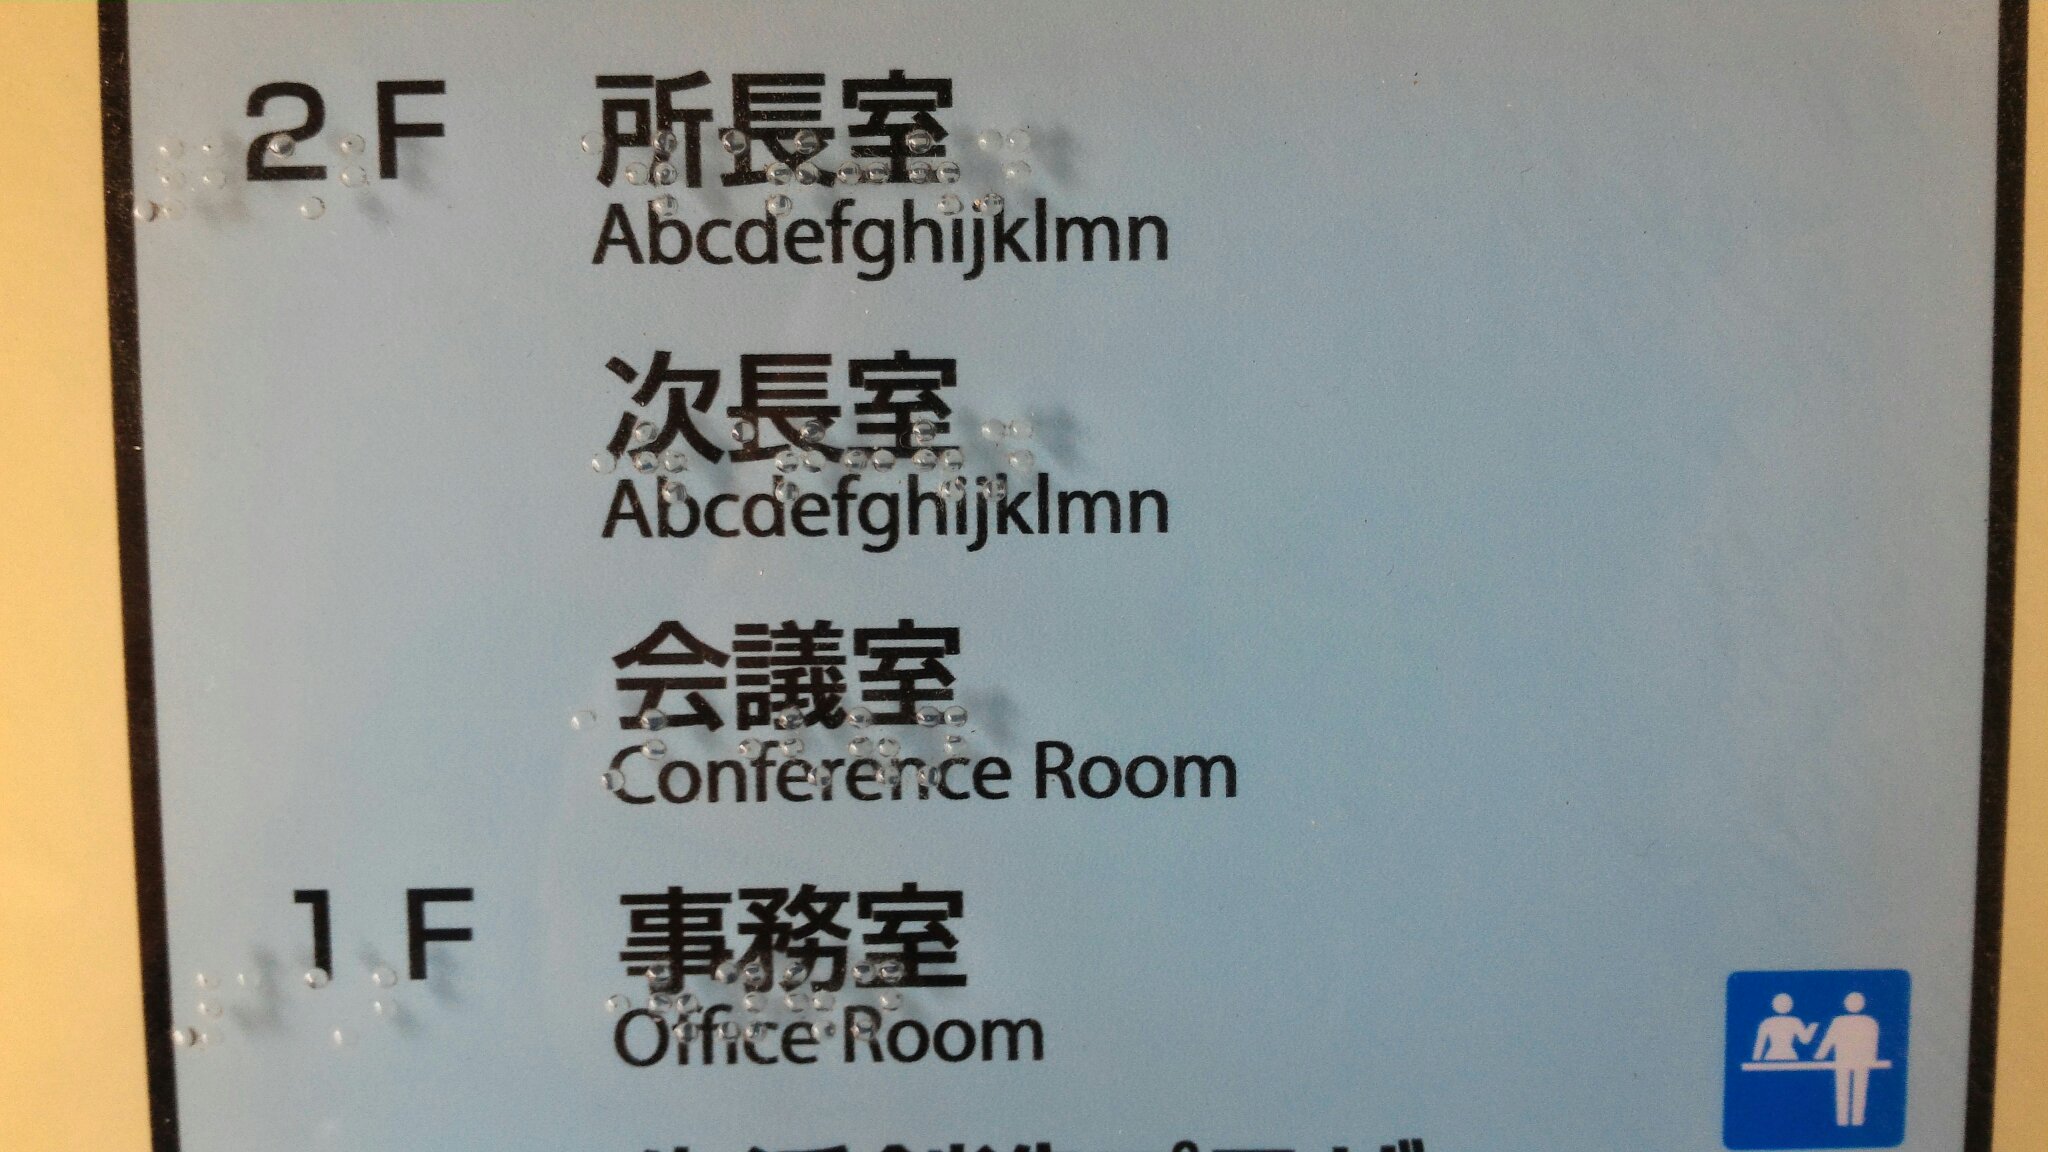 2F 所長室
Abcdefghijklmn
次長室
Abcdefghijklmn
会議室
Conference Room
1F 事務室
Office Room